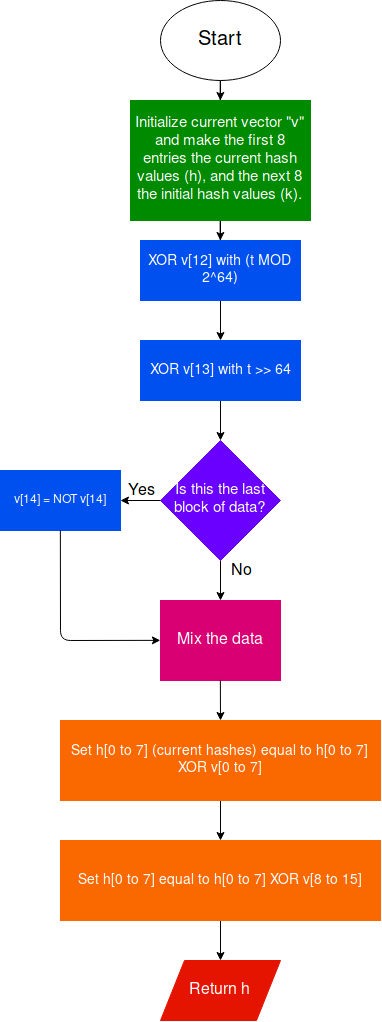 Start
Initialize current vector "v"
and make the first 8
entries the current hash
values (h), and the next 8
the initial hash values (k).
XOR v[12] with (t MOD
2^64)
XOR v[13] with t >> 64
Is this the last
block of data?
Yes
v[14] = NOT v[14]
No
Mix the data
Set h[0 to 7] (current hashes) equal to h[0 to 7]
XOR v[0 to 7]
Set h[0 to 7] equal to h[0 to 7] XOR v[8 to 15]
Return h